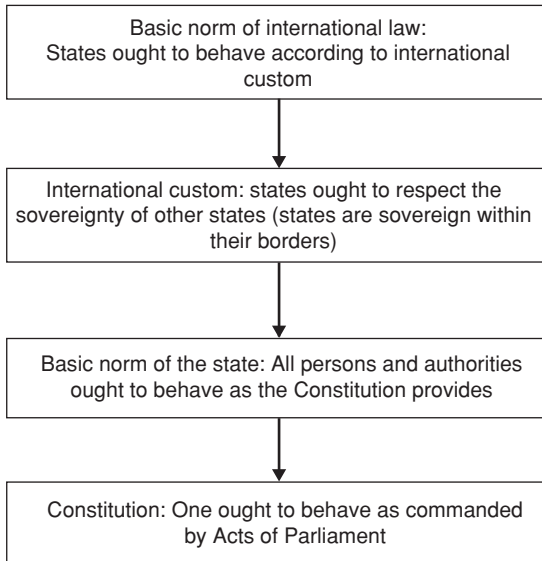 Basic norm of international law:
States ought to behave according to international
custom
International custom: states ought to respect the
sovereignty of other states (states are sovereign within
their borders)
Basic norm of the state: All persons and authorities
ought to behave as the Constitution provides
Constitution: One ought to behave as commanded
by Acts of Parliament